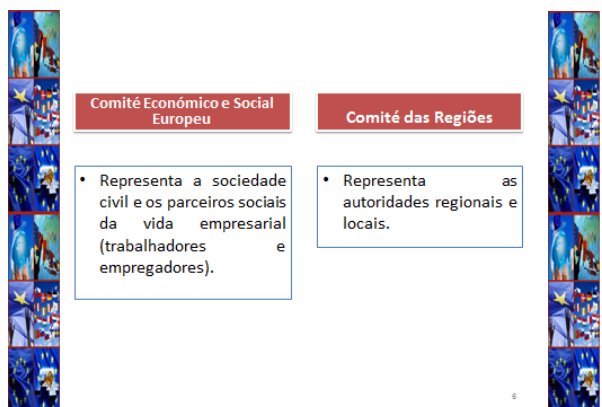 Comité Económico e Social
Europeu
• Representa a sociedade
civil e os parceiros sociais
da vida empresarial
(trabalhadores e
empregadores).
Comité das Regiões
• Representa as
autoridades regionais e
locais.
6